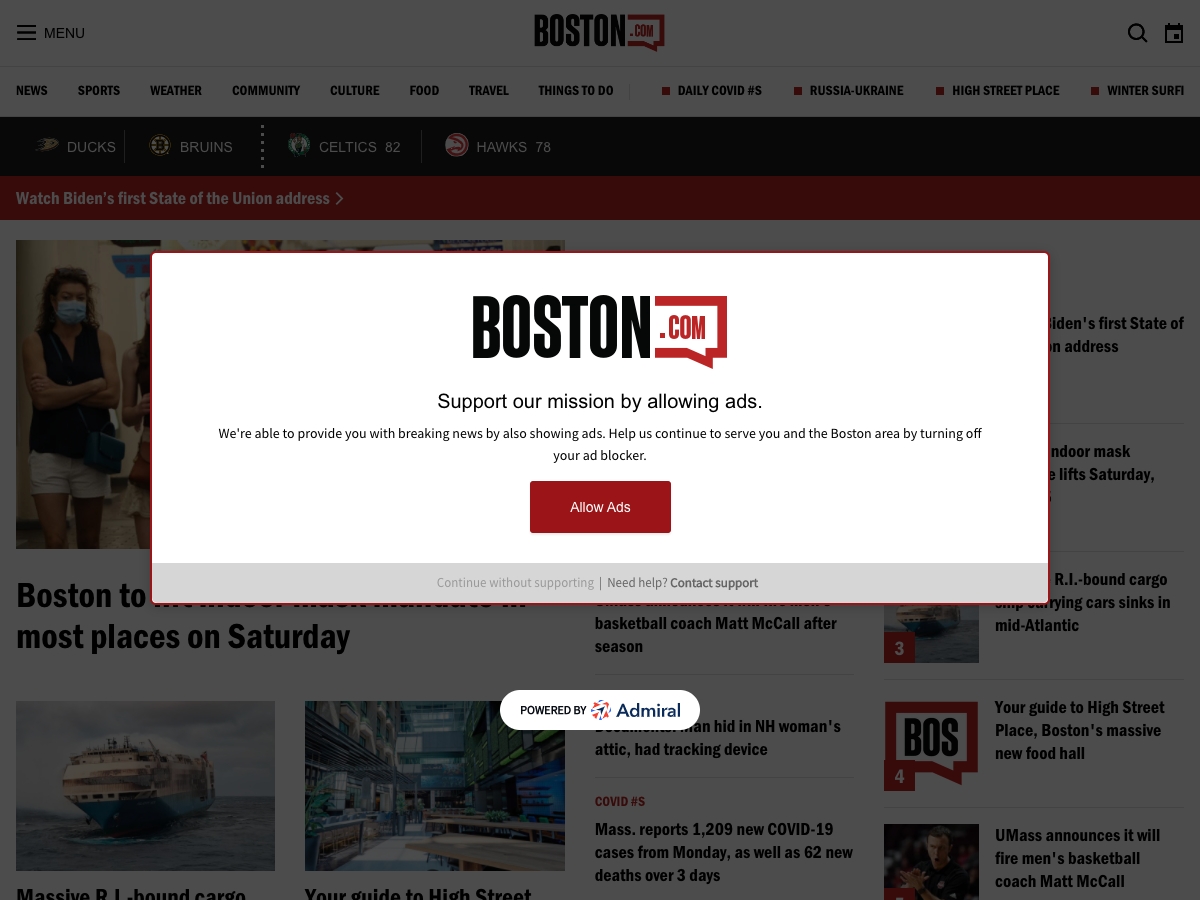 MENU
BOSTON.COM
NEWS SPORTS WEATHER COMMUNITY CULTURE FOOD TRAVEL THINGS TO DO DAILY COVID #S RUSSIA-UKRAINE HIGH STREET PLACE WINTER SURFI
DUCKS BRUINS CELTICS 82 HAWKS 78
Watch Biden's first State of the Union address
BOSTON.COM
Support our mission by allowing ads.
We're able to provide you with breaking news by also showing ads. Help us continue to serve you and the Boston area by turning off
your ad blocker.
Allow Ads
Continue without supporting | Need help? Contact support
POWERED BY Admiral
Boston to
most places on Saturday
Massive R.I.-bound cargo
Your guide to High Street
basketball coach Matt McCall after
season
man hid in NH woman's
attic, had tracking device
COVID #S
Mass. reports 1,209 new COVID-19
cases from Monday, as well as 62 new
deaths over 3 days
Biden's first State of
address
indoor mask
lifts Saturday,
3
R.I.-bound cargo
ship carrying cars sinks in
mid-Atlantic
BOS
4
Your guide to High Street
Place, Boston's massive
new food hall
UMass announces it will
fire men's basketball
coach Matt McCall